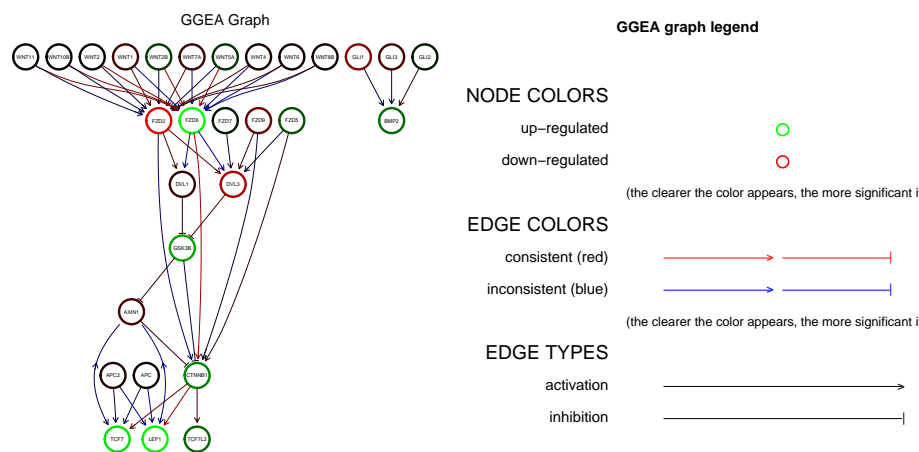 GGEA Graph
WNT11 WNT10B WNT2 WNT1 WNT2B WNT7A WNT5A WNT4 WNT6 WNT8B GLI1 GLI3 GLI2
FZD2 FZD6 FZD7 FZD9 FZD5 BMP2
DVL1 DVL3
GSK3B
AXIN1
APC2 APC CTNNB1
TCF7 LEF1 TCF7L2
GGEA graph legend
NODE COLORS
up−regulated
down−regulated
(the clearer the color appears, the more significant i
EDGE COLORS
consistent (red)
inconsistent (blue)
(the clearer the color appears, the more significant i
EDGE TYPES
activation
inhibition